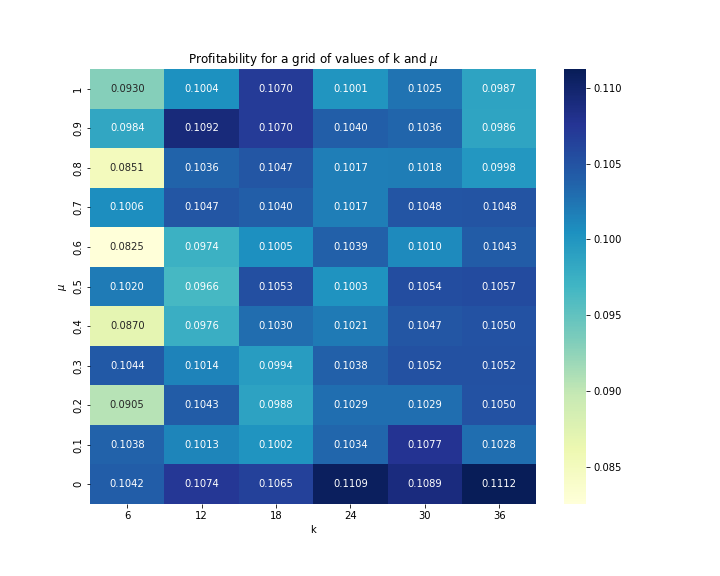 Profitability for a grid of values of k and μ
1 0.0930 0.1004 0.1070 0.1001 0.1025 0.0987
0.9 0.0984 0.1092 0.1070 0.1040 0.1036 0.0986
0.8 0.0851 0.1036 0.1047 0.1017 0.1018 0.0998
0.7 0.1006 0.1047 0.1040 0.1017 0.1048 0.1048
0.6 0.0825 0.0974 0.1005 0.1039 0.1010 0.1043
μ
0.5 0.1020 0.0966 0.1053 0.1003 0.1054 0.1057
0.4 0.0870 0.0976 0.1030 0.1021 0.1047 0.1050
0.3 0.1044 0.1014 0.0994 0.1038 0.1052 0.1052
0.2 0.0905 0.1043 0.0988 0.1029 0.1029 0.1050
0.1 0.1038 0.1013 0.1002 0.1034 0.1077 0.1028
0 0.1042 0.1074 0.1065 0.1109 0.1089 0.1112
6 12 18 24 30 36
k
0.110
0.105
0.100
0.095
0.090
0.085